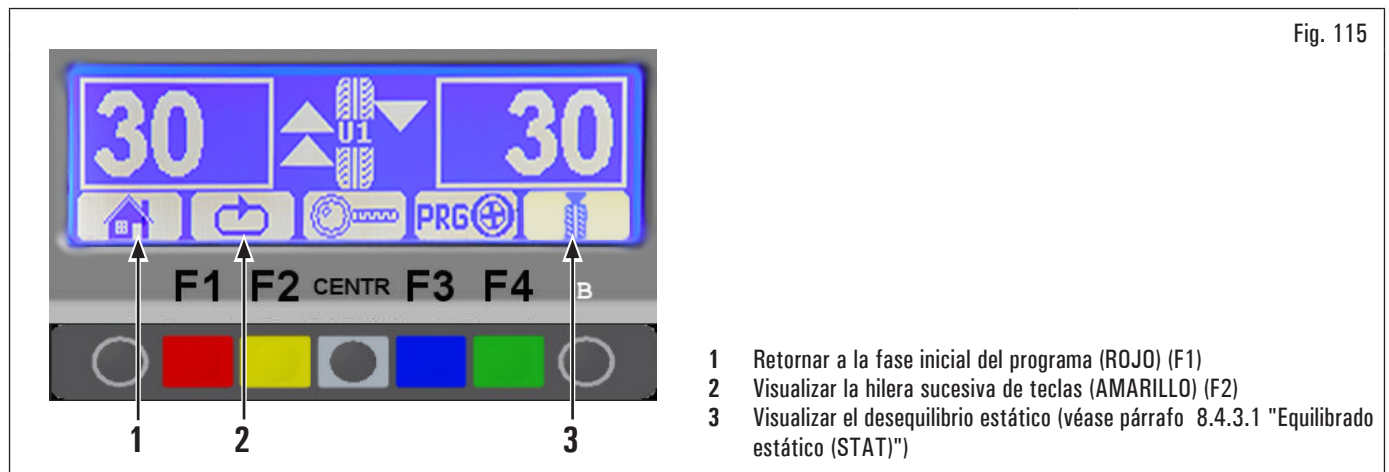 Fig. 115
30 U1 30
PRG
F1 F2 CENTR F3 F4 B
1 2 3
1 Retornar a la fase inicial del programa (ROJO) (F1)
2 Visualizar la hilera sucesiva de teclas (AMARILLO) (F2)
3 Visualizar el desequilibrio estático (véase párrafo 8.4.3.1 "Equilibrado
estático (STAT)")